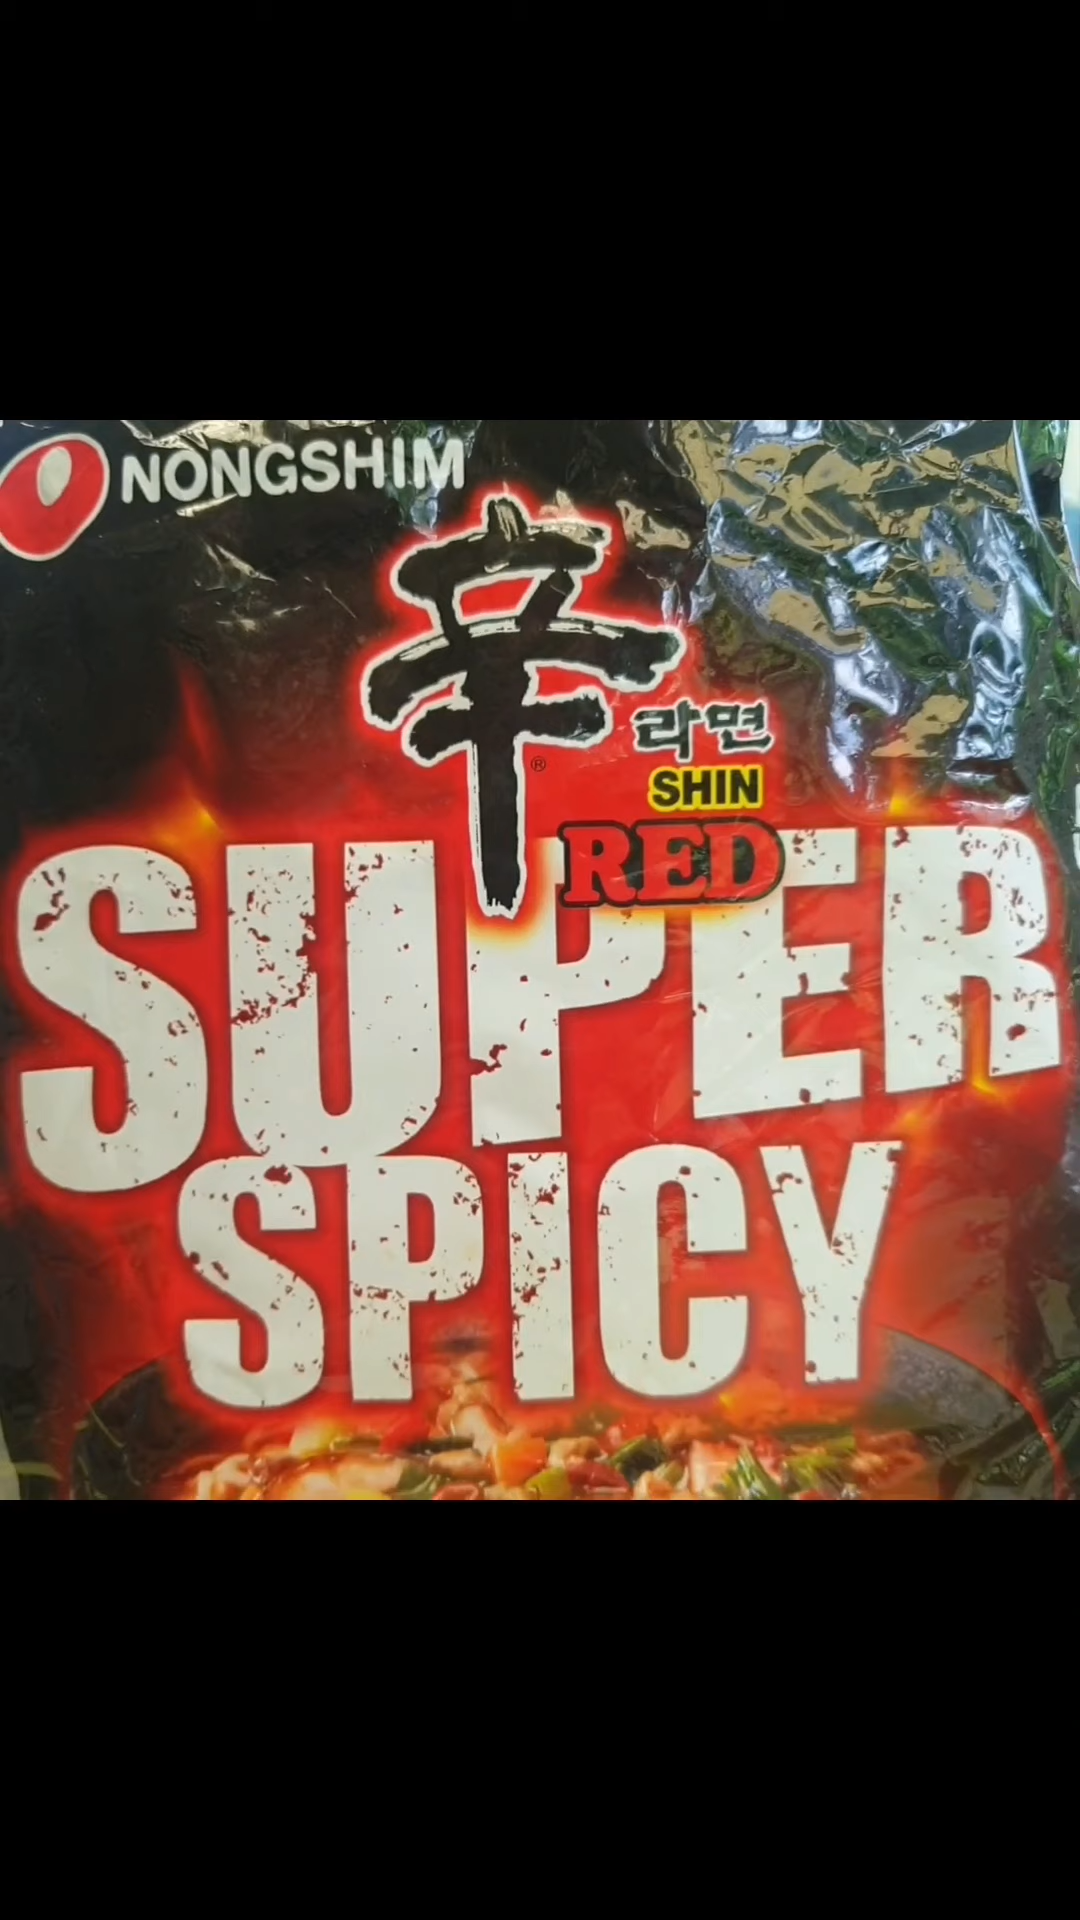 NONGSHIM
辛
®
라면
SHIN
RED
SUPER
SPICY